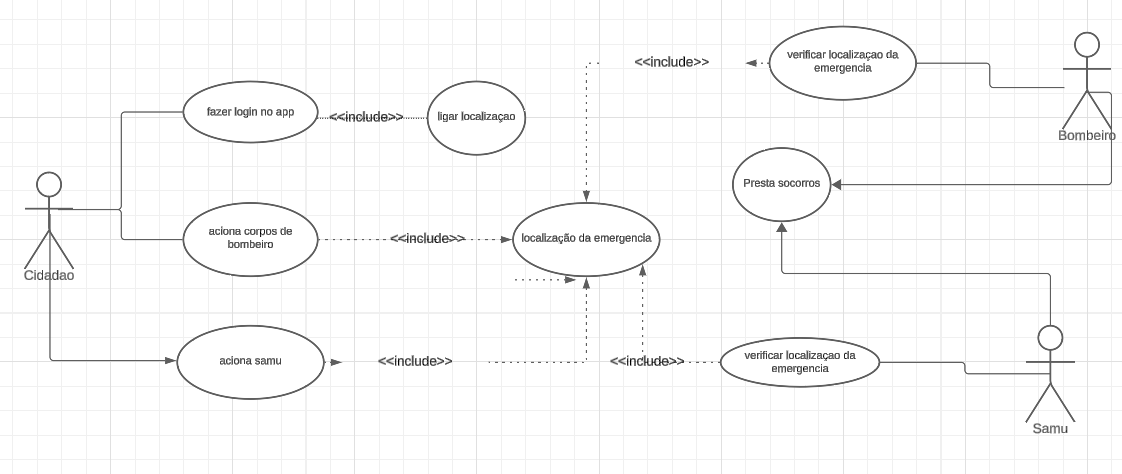 verificar localizaçao da
emergencia
<<include>>
fazer login no app
<<include>>
ligar localizaçao
Bombeiro
Presta socorros
aciona corpos de
bombeiro
<<include>>
localização da emergencia
Cidadao
aciona samu
<<include>>
<<include>>
verificar localizaçao da
emergencia
Samu